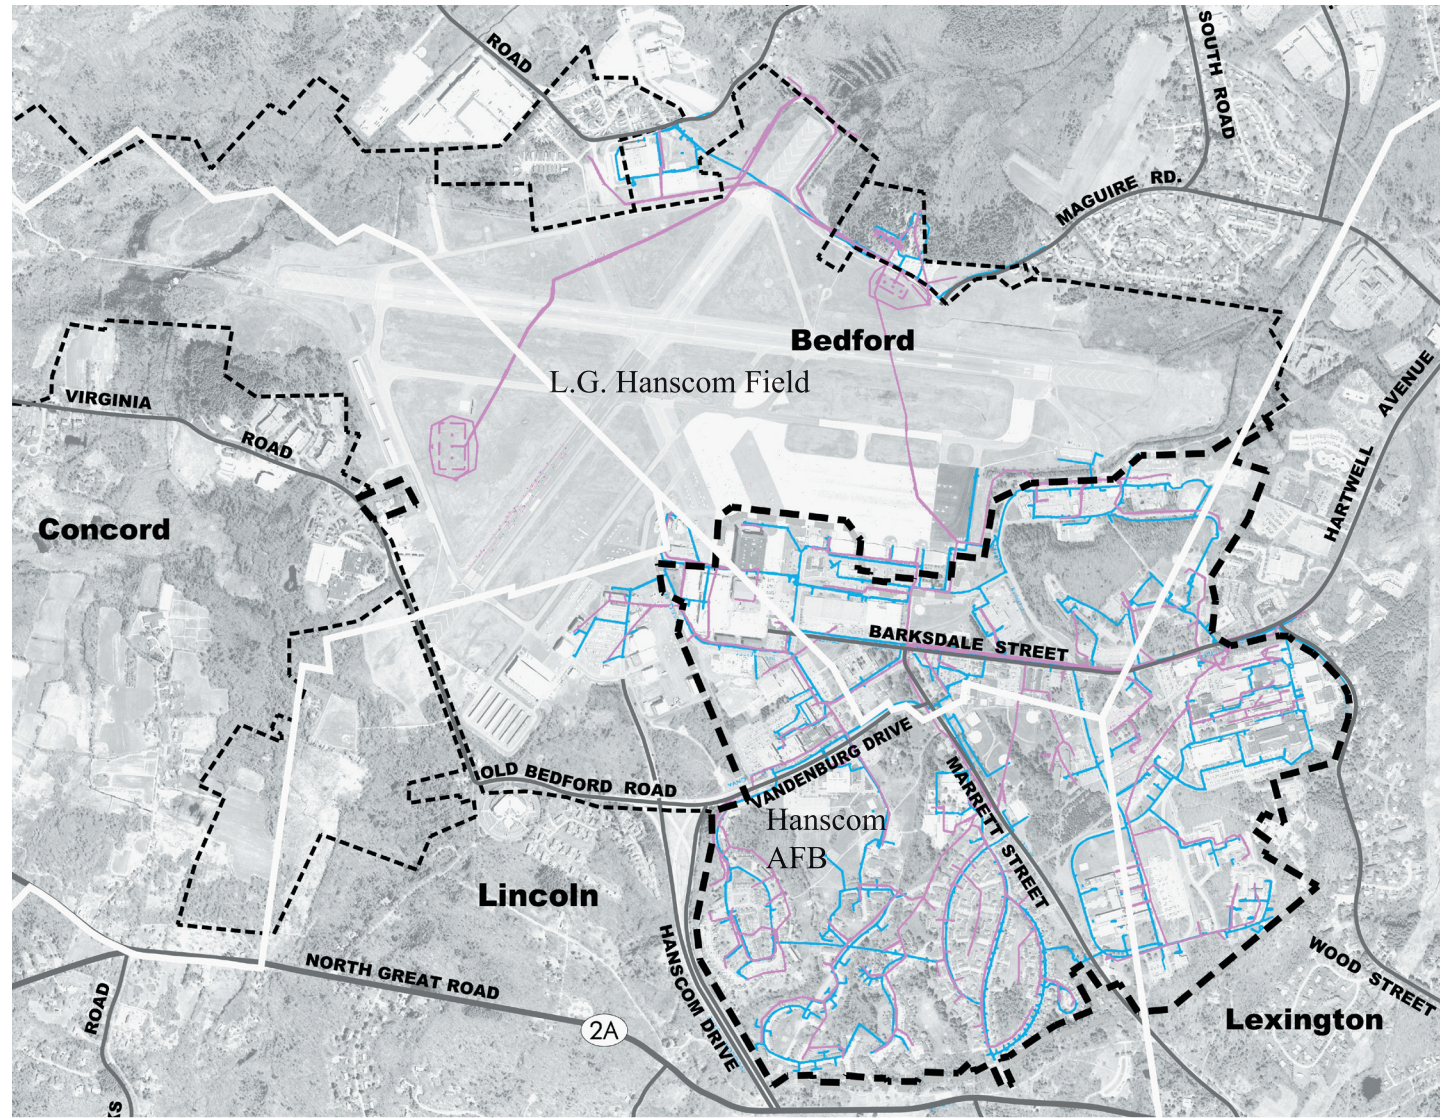 ROAD
SOUTH ROAD
MAGUIRE RD.
Bedford
L.G. Hanscom Field
VIRGINIA
ROAD
HARTWELL AVENUE
Concord
BARKSDALE STREET
OLD BEDFORD ROAD
VANDENBURG DRIVE
MARRETT STREET
Hanscom
AFB
Lincoln
HANSCOM DRIVE
NORTH GREAT ROAD
2A
ROAD
WOOD STREET
Lexington
KS